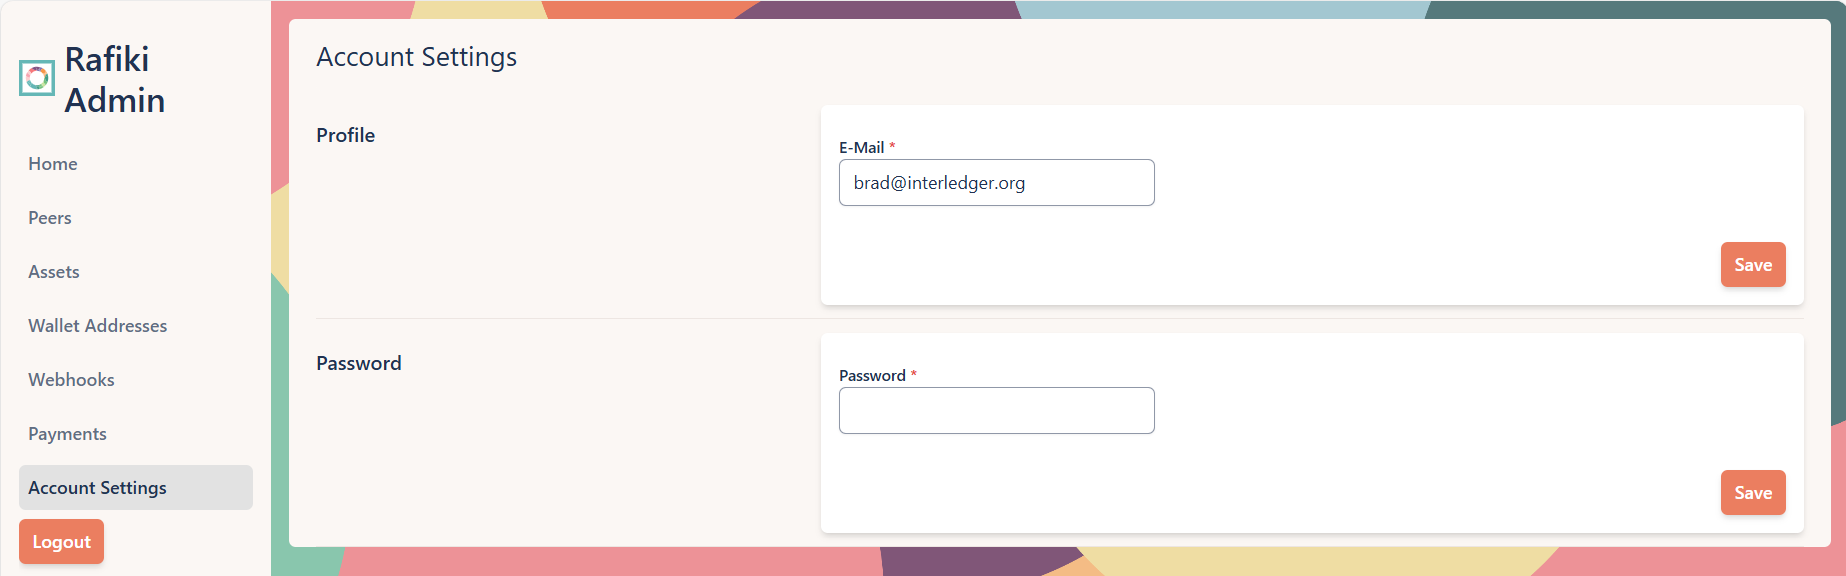 Rafiki
Admin
Home
Peers
Assets
Wallet Addresses
Webhooks
Payments
Account Settings
Logout
Account Settings
Profile
E-Mail *
brad@interledger.org
Save
Password
Password *
Save